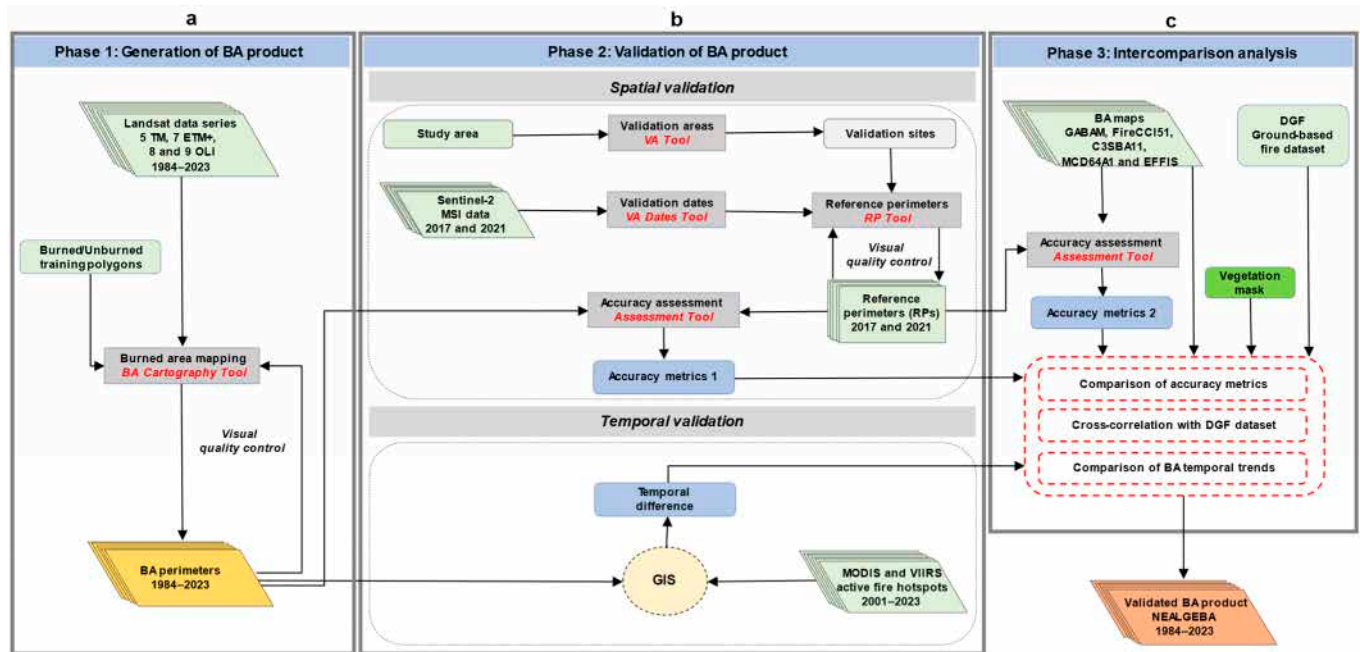 a
b
c
Phase 1: Generation of BA product
Landsat data series
5 TM, 7 ETM+,
8 and 9 OLI
1984–2023
Burned/Unburned
training polygons
Burned area mapping
BA Cartography Tool
Visual
quality control
BA perimeters
1984–2023
Phase 2: Validation of BA product
Spatial validation
Study area
Validation areas
VA Tool
Validation sites
Sentinel-2
MSI data
2017 and 2021
Validation dates
VA Dates Tool
Reference perimeters
RP Tool
Visual
quality control
Accuracy assessment
Assessment Tool
Reference
perimeters (RPs)
2017 and 2021
Accuracy metrics 1
Temporal validation
Temporal
difference
GIS
MODIS and VIIRS
active fire hotspots
2001–2023
Phase 3: Intercomparison analysis
BA maps
GABAM, FireCCI51,
C3SBA11,
MCD64A1 and EFFIS
DGF
Ground-based
fire dataset
Accuracy assessment
Assessment Tool
Vegetation
mask
Accuracy metrics 2
Comparison of accuracy metrics
Cross-correlation with DGF dataset
Comparison of BA temporal trends
Validated BA product
NEALGEBA
1984–2023